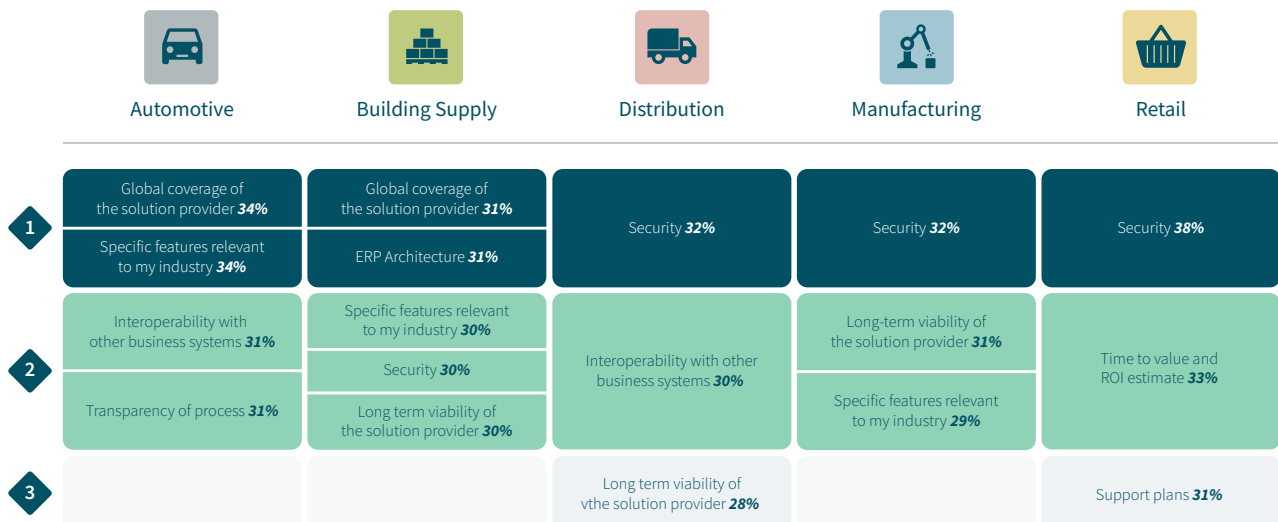 Automotive
Building Supply
Distribution
Manufacturing
Retail
1
Global coverage of
the solution provider 34%
Specific features relevant
to my industry 34%
Global coverage of
the solution provider 31%
ERP Architecture 31%
Security 32%
Security 32%
Security 38%
2
Interoperability with
other business systems 31%
Transparency of process 31%
Specific features relevant
to my industry 30%
Security 30%
Long term viability of
the solution provider 30%
Interoperability with other
business systems 30%
Long-term viability of
the solution provider 31%
Specific features relevant
to my industry 29%
Time to value and
ROI estimate 33%
3
Long term viability of
vthe solution provider 28%
Support plans 31%